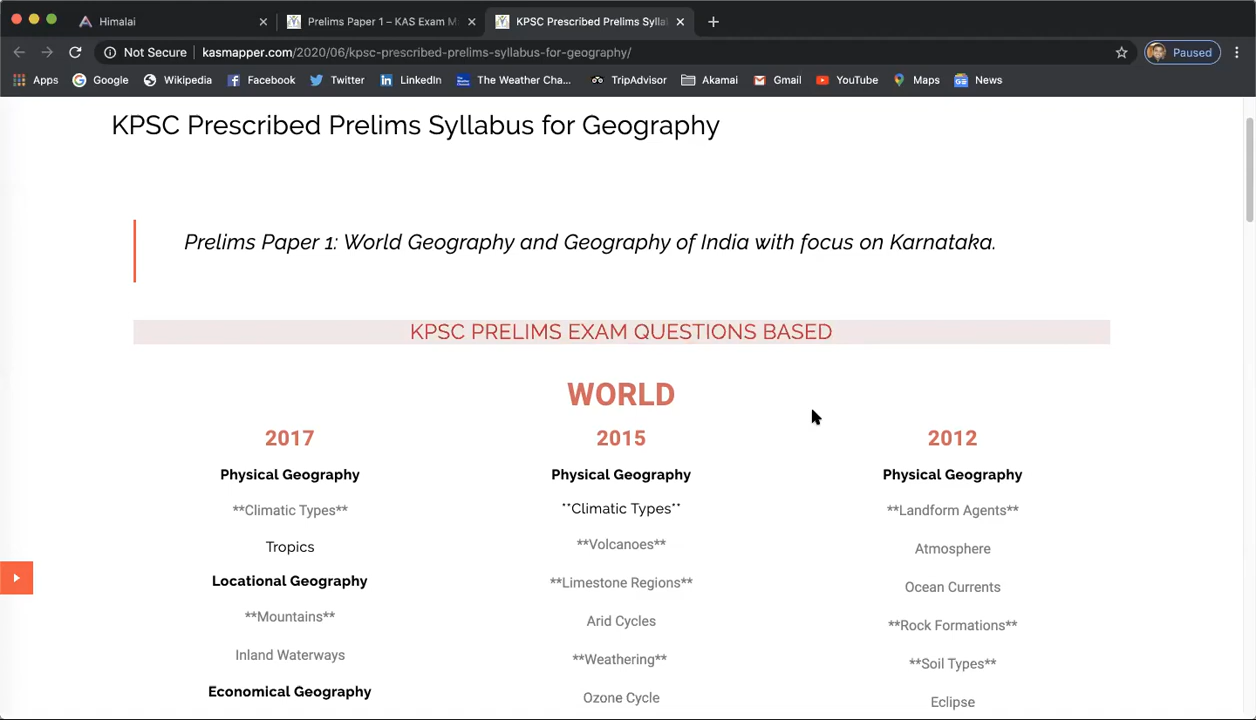 Himalai
Prelims Paper 1 – KAS Exam M
KPSC Prescribed Prelims Sylla
Not Secure
kasmapper.com/2020/06/kpsc-prescribed-prelims-syllabus-for-geography/
Paused
Apps
Google
Wikipedia
Facebook
Twitter
LinkedIn
The Weather Cha...
TripAdvisor
Akamai
Gmail
YouTube
Maps
News
KPSC Prescribed Prelims Syllabus for Geography
Prelims Paper 1: World Geography and Geography of India with focus on Karnataka.
KPSC PRELIMS EXAM QUESTIONS BASED
WORLD
2017
Physical Geography
**Climatic Types**
Tropics
Locational Geography
**Mountains**
Inland Waterways
Economical Geography
2015
Physical Geography
**Climatic Types**
**Volcanoes**
**Limestone Regions**
Arid Cycles
**Weathering**
Ozone Cycle
2012
Physical Geography
**Landform Agents**
Atmosphere
Ocean Currents
**Rock Formations**
**Soil Types**
Eclipse